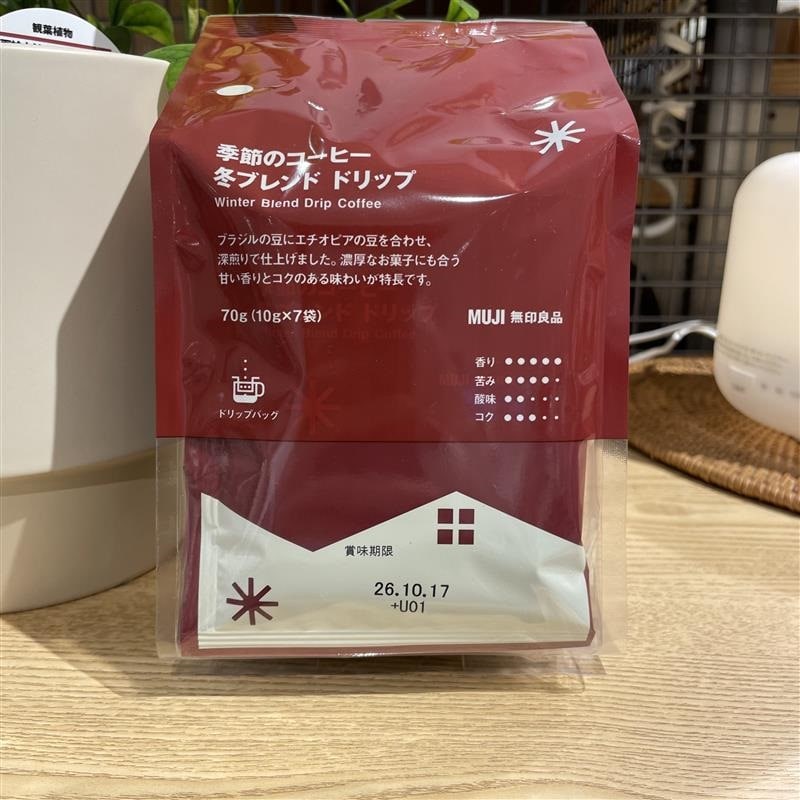 観葉植物
季節のコーヒー
冬ブレンド ドリップ
Winter Blend Drip Coffee
ブラジルの豆にエチオピアの豆を合わせ、
深煎りで仕上げました。濃厚なお菓子にも合う
甘い香りとコクのある味わいが特長です。
70g(10g×7袋)
MUJI 無印良品
香り
苦み
酸味
コク
ドリップバッグ
賞味期限
26.10.17
+U01